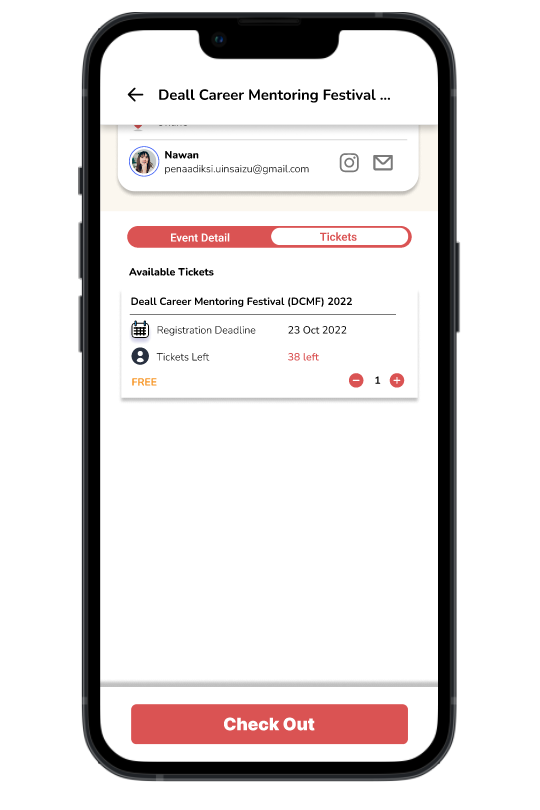 Deall Career Mentoring Festival ...
Nawan
penaadiksi.uinsaizu@gmail.com
Event Detail
Tickets
Available Tickets
Deall Career Mentoring Festival (DCMF) 2022
Registration Deadline
23 Oct 2022
Tickets Left
38 left
FREE
1
Check Out